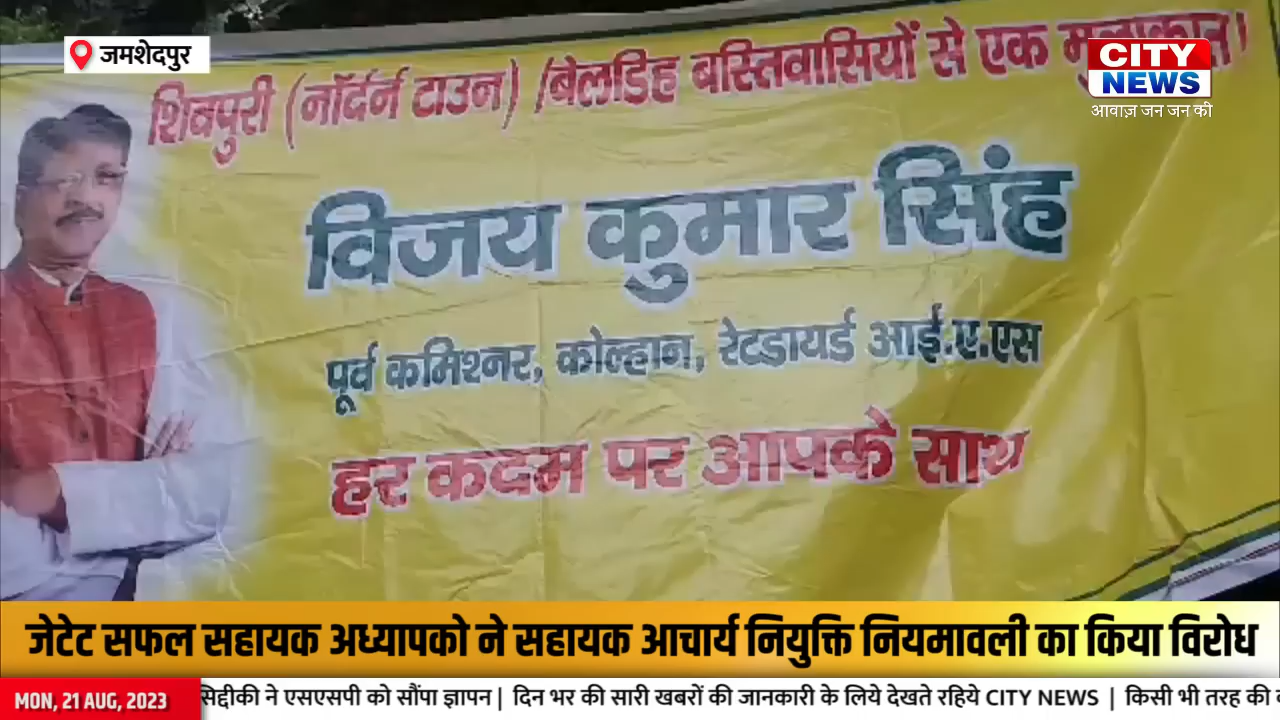 जमशेदपुर
शिवपुरी (नॉर्दर्न टाउन) /बेलडिह बस्तिवासियों से एक मुलाकात।
CITY
NEWS
आवाज़ जन जन की
विजय कुमार सिंह
पूर्व कमिश्नर, कोल्हान, रेटडायर्ड आई.ए.एस
हर कदम पर आपके साथ
जेटेट सफल सहायक अध्यापको ने सहायक आचार्य नियुक्ति नियमावली का किया विरोध
MON, 21 AUG, 2023
सिद्दीकी ने एसएसपी को सौंपा ज्ञापन | दिन भर की सारी खबरों की जानकारी के लिये देखते रहिये CITY NEWS | किसी भी तरह की